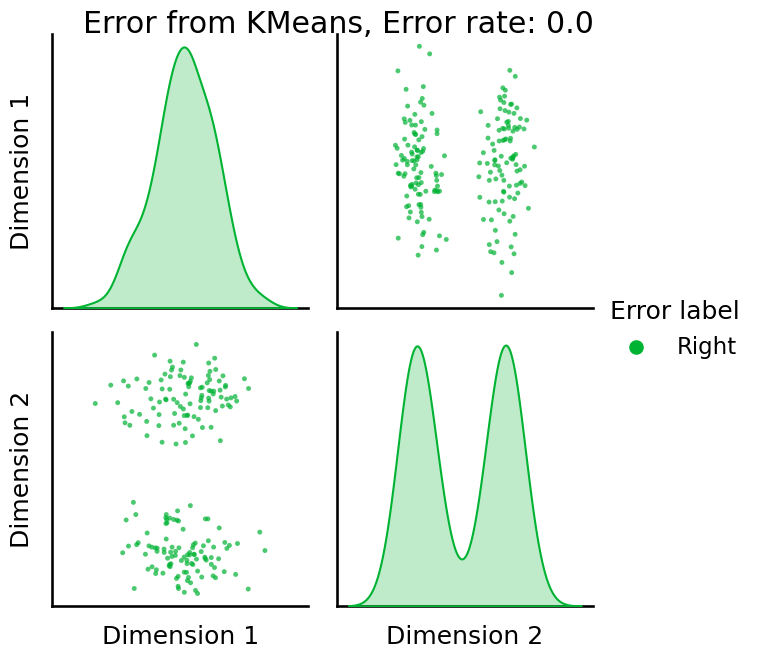 Error from KMeans, Error rate: 0.0
Dimension 1
Error label
Right
Dimension 2
Dimension 1
Dimension 2